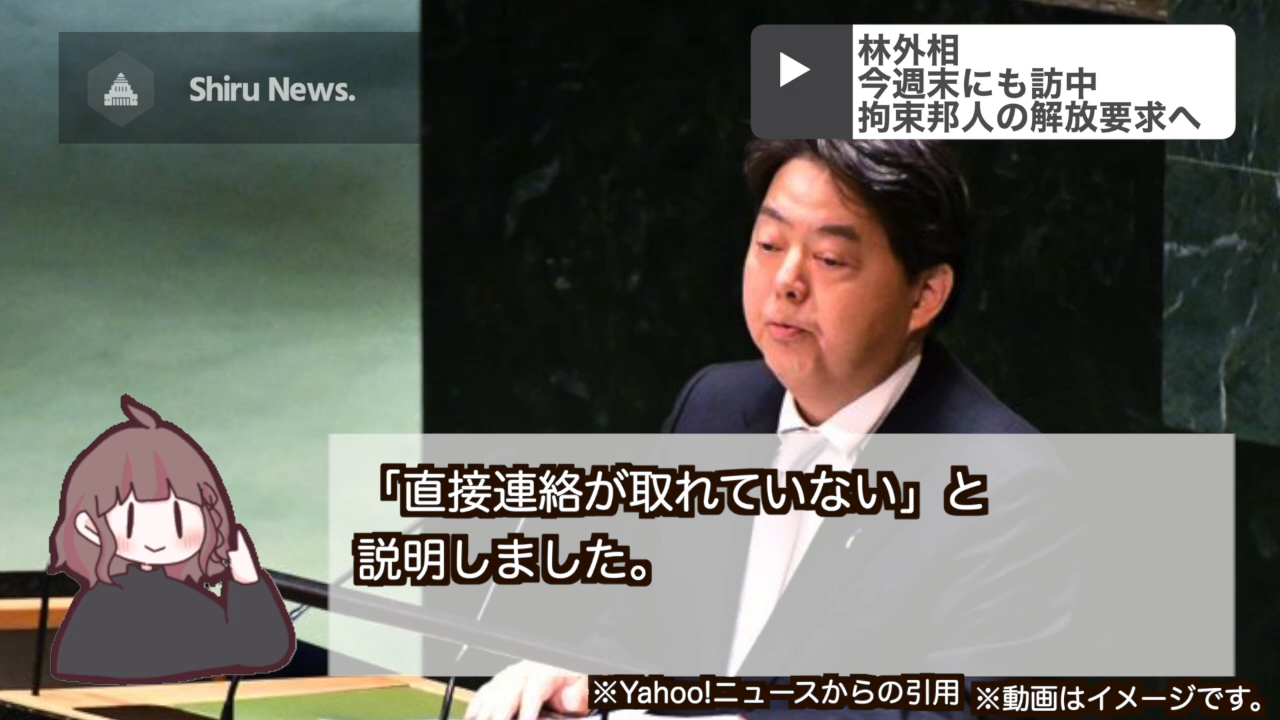 Shiru News.
林外相
今週末にも訪中
拘束邦人の解放要求へ
「直接連絡が取れていない」と
説明しました。
※Yahoo!ニュースからの引用
※動画はイメージです。